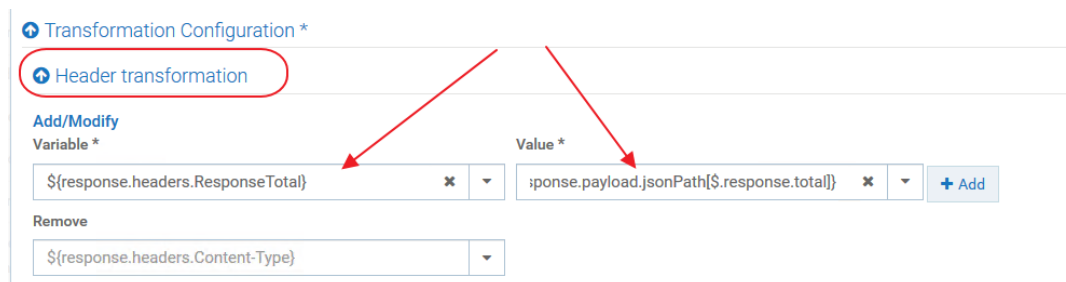 Transformation Configuration *
Header transformation
Add/Modify
Variable *
Value *
${response.headers.ResponseTotal}
sponse.payload.jsonPath[$.response.total]}
+ Add
Remove
${response.headers.Content-Type}